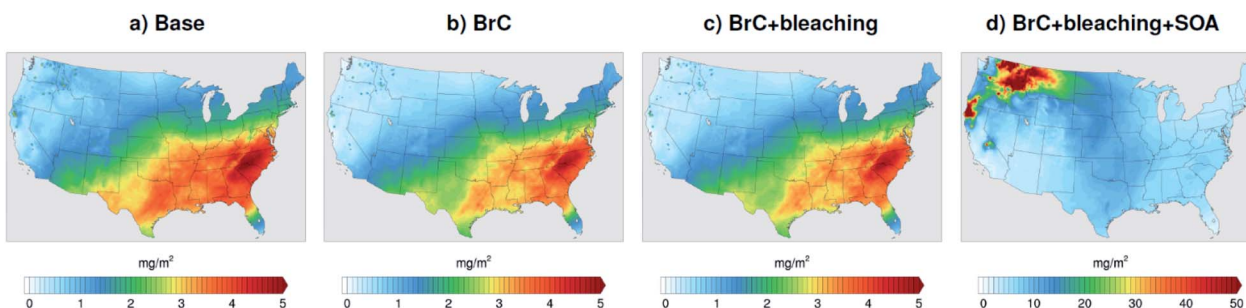 a) Base
b) BrC
c) BrC+bleaching
d) BrC+bleaching+SOA
mg/m²
mg/m²
mg/m²
mg/m²
0 1 2 3 4 5
0 1 2 3 4 5
0 1 2 3 4 5
0 10 20 30 40 50